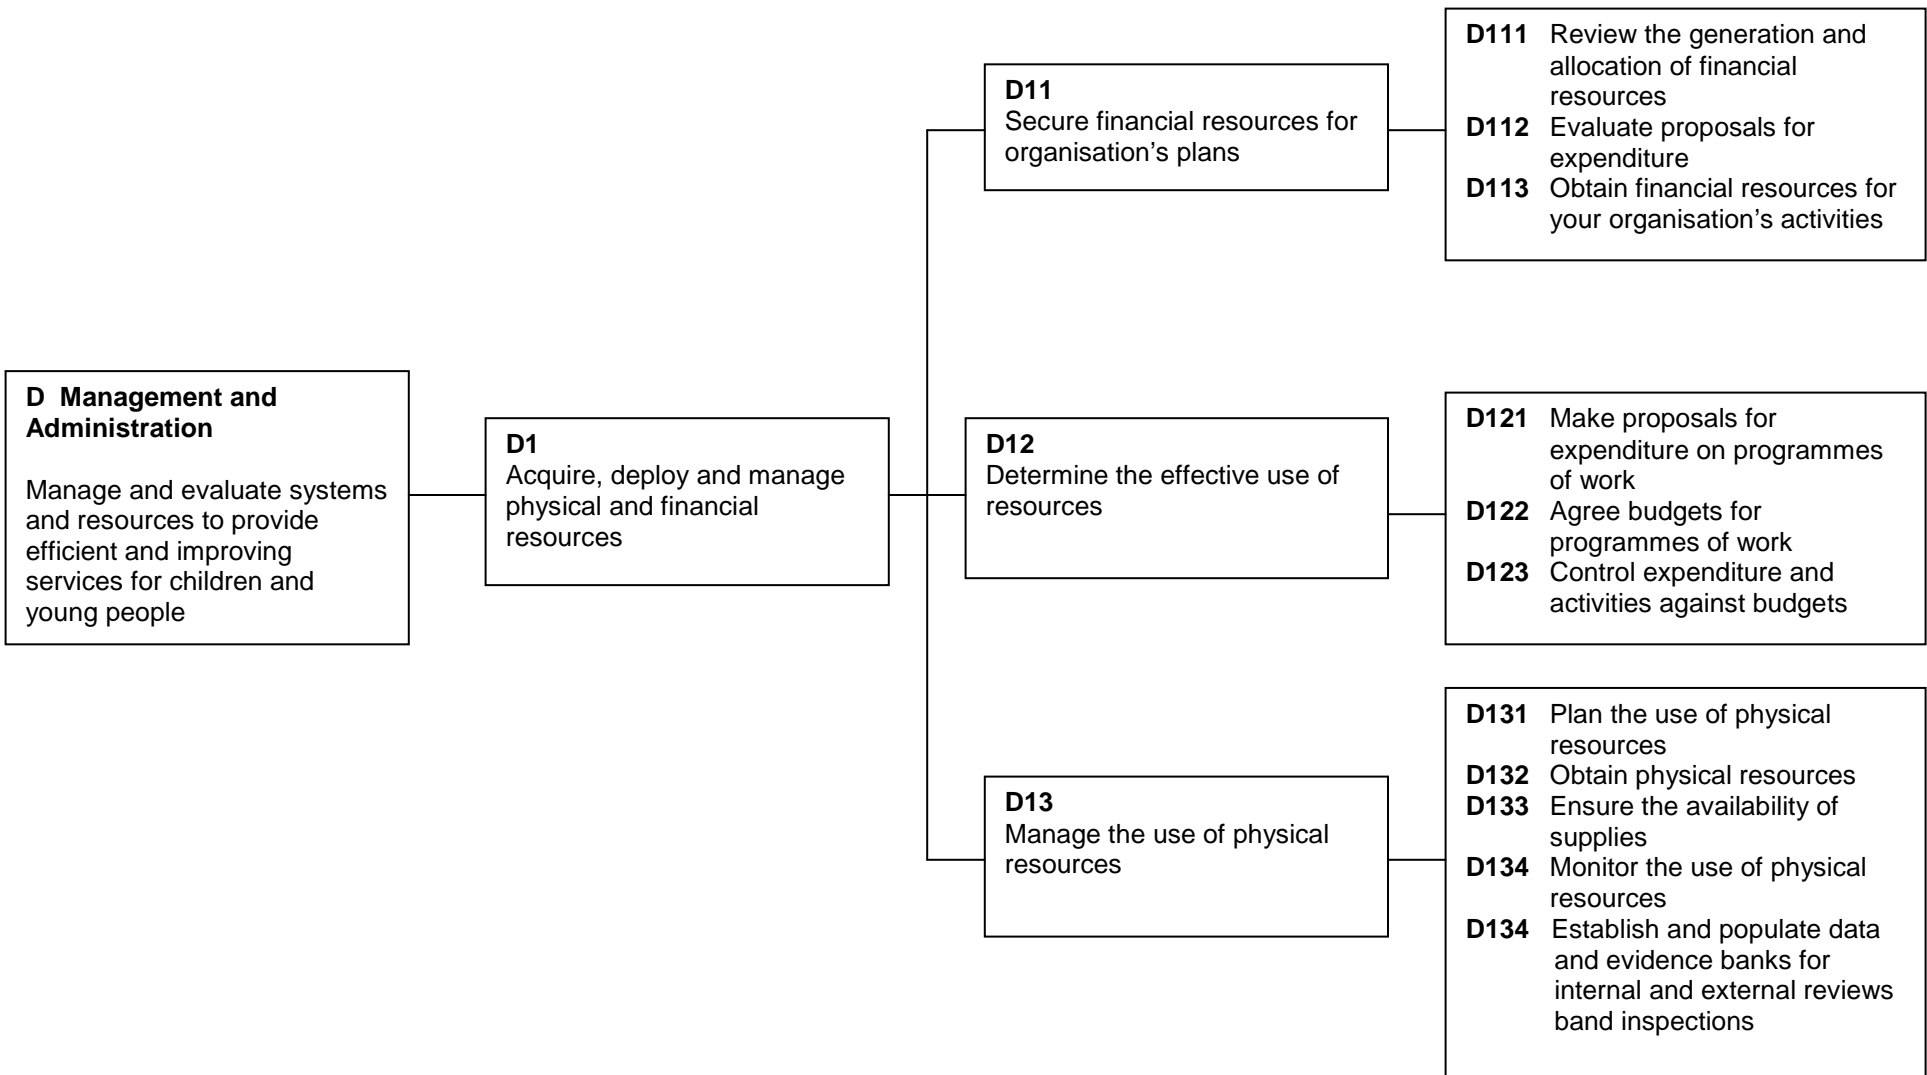 D Management and
Administration
Manage and evaluate systems
and resources to provide
efficient and improving
services for children and
young people
D1
Acquire, deploy and manage
physical and financial
resources
D11
Secure financial resources for
organisation’s plans
D111 Review the generation and
allocation of financial
resources
D112 Evaluate proposals for
expenditure
D113 Obtain financial resources for
your organisation’s activities
D12
Determine the effective use of
resources
D121 Make proposals for
expenditure on programmes
of work
D122 Agree budgets for
programmes of work
D123 Control expenditure and
activities against budgets
D13
Manage the use of physical
resources
D131 Plan the use of physical
resources
D132 Obtain physical resources
D133 Ensure the availability of
supplies
D134 Monitor the use of physical
resources
D134 Establish and populate data
and evidence banks for
internal and external reviews
band inspections